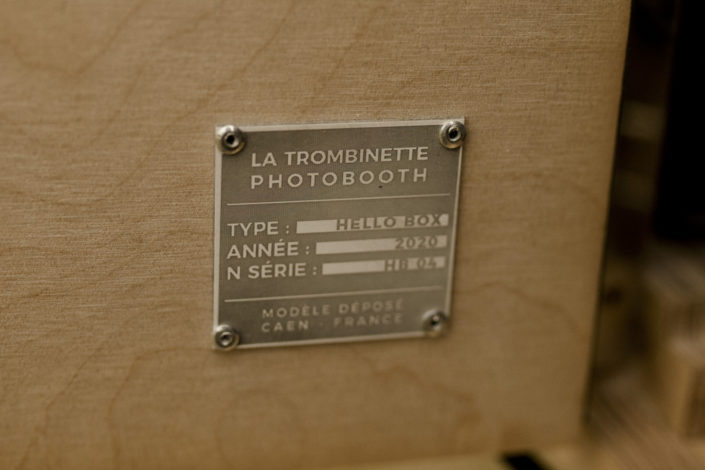 LA TROMBINETTE
PHOTOBOOTH
TYPE : HELLO BOX
ANNÉE : 2020
N SÉRIE : HB 04
MODÈLE DÉPOSÉ
CAEN - FRANCE